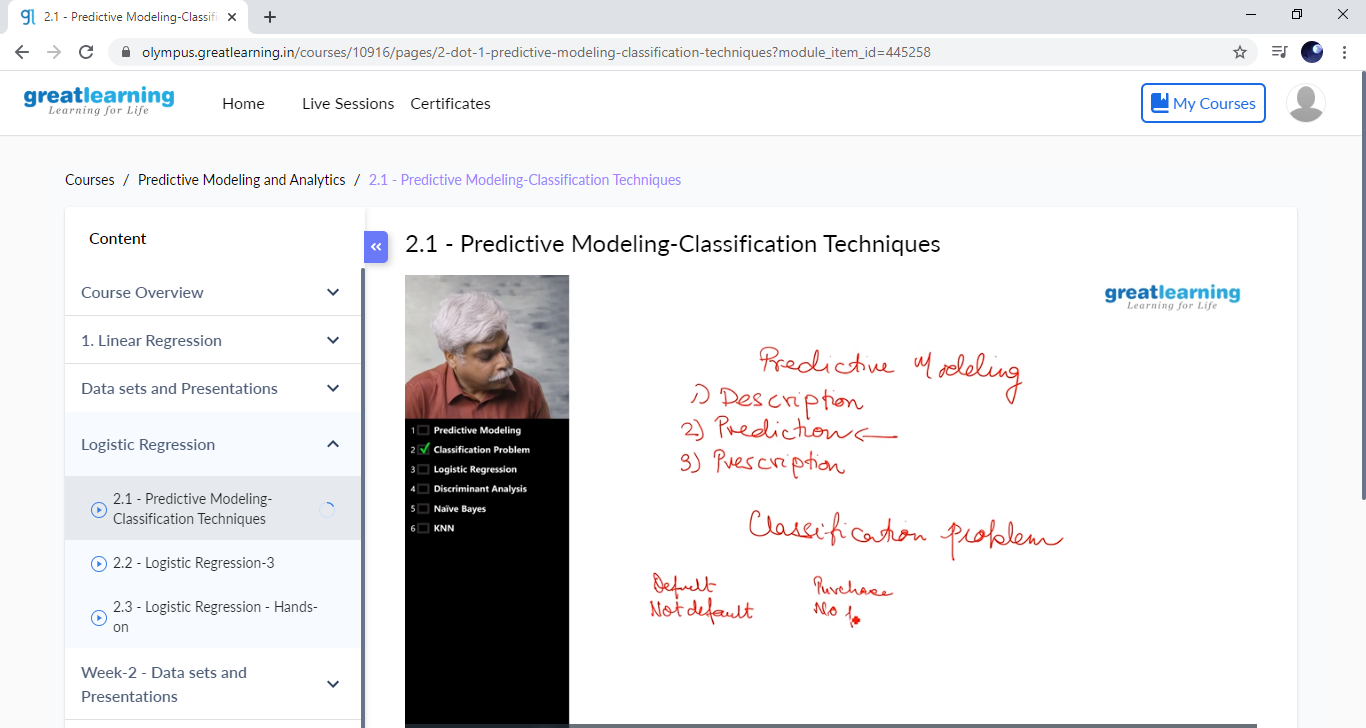 2.1 - Predictive Modeling-Classifi
olympus.greatlearning.in/courses/10916/pages/2-dot-1-predictive-modeling-classification-techniques?module_item_id=445258
greatlearning
Learning for Life
Home Live Sessions Certificates
My Courses
Courses / Predictive Modeling and Analytics / 2.1 - Predictive Modeling-Classification Techniques
Content
Course Overview
1. Linear Regression
Data sets and Presentations
Logistic Regression
2.1 - Predictive Modeling-
Classification Techniques
2.2 - Logistic Regression-3
2.3 - Logistic Regression - Hands-
on
Week-2 - Data sets and
Presentations
«
2.1 - Predictive Modeling-Classification Techniques
1 Predictive Modeling
2 Classification Problem
3 Logistic Regression
4 Discriminant Analysis
5 Naïve Bayes
6 KNN
greatlearning
Learning for Life
Predictive Modeling
1) Description
2) Prediction ←
3) Prescription
Classification problem
Default Purchase
Not default No